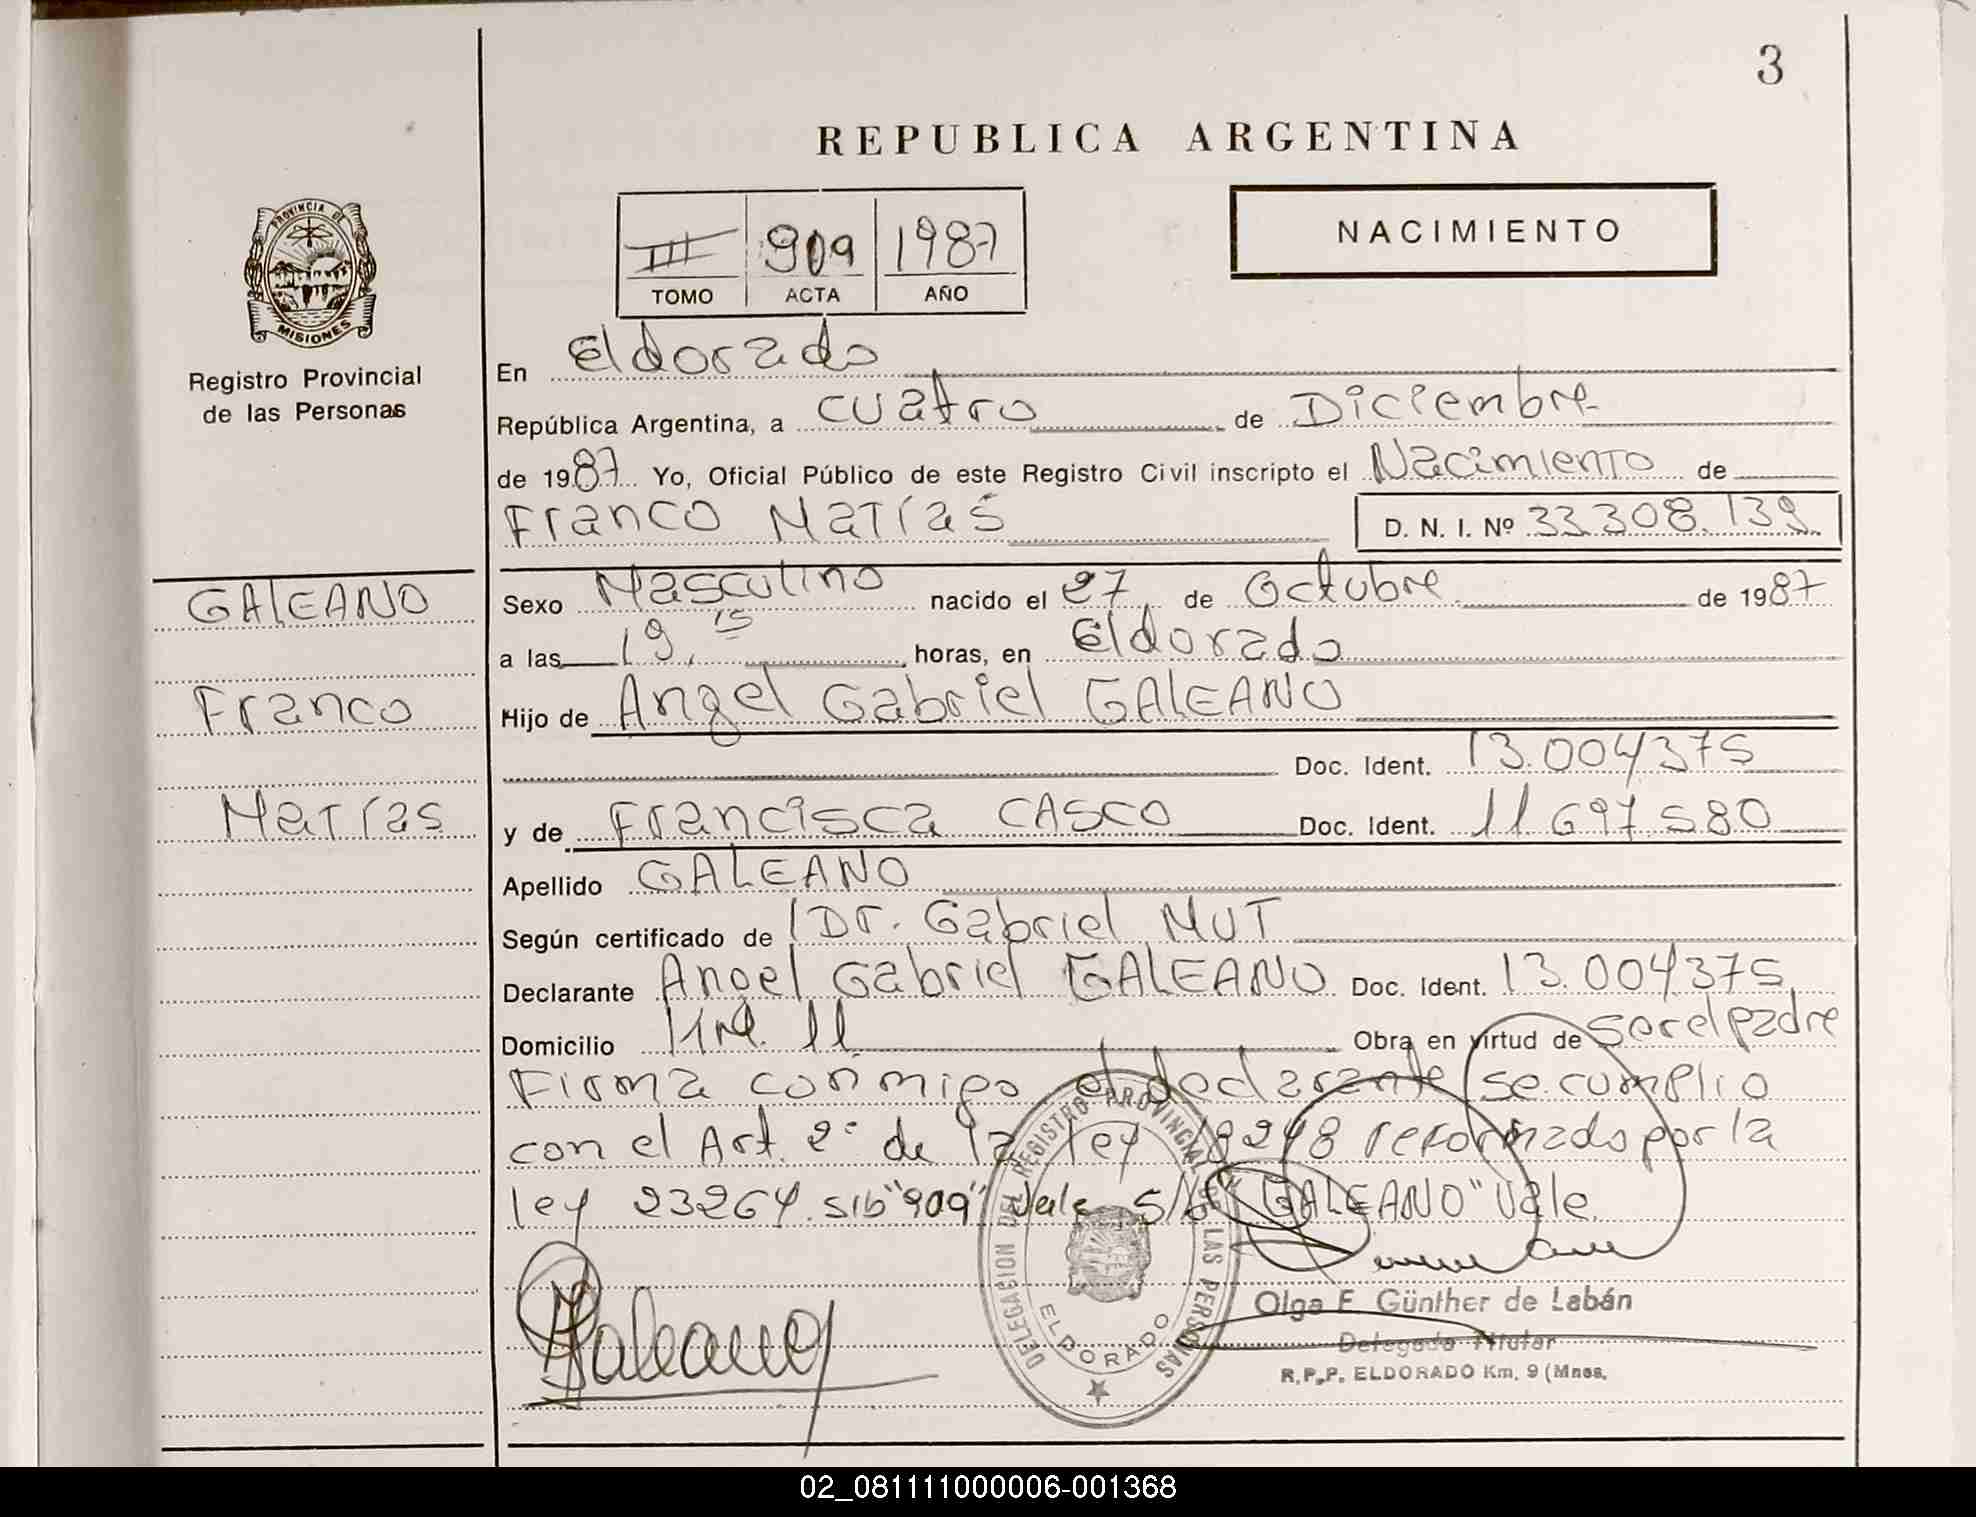 3
REPUBLICA ARGENTINA
PROVINCIA DE
MISIONES
Registro Provincial
de las Personas
III 909 1987
TOMO ACTA AÑO
NACIMIENTO
En Eldorado
República Argentina, a cuatro de Diciembre
de 1987 Yo, Oficial Público de este Registro Civil inscripto el Nacimiento de
Franco Matías D. N. I. Nº 33.308.139
GALEANO
Franco
Matías
Sexo Masculino nacido el 27 de Octubre de 1987
a las 19,15 horas, en Eldorado
Hijo de Angel Gabriel GALEANO
Doc. Ident. 13.004375
y de Francisca CASCO Doc. Ident. 11 697 580
Apellido GALEANO
Según certificado de Dr. Gabriel MUT
Declarante Angel Gabriel GALEANO Doc. Ident. 13.004375
Domicilio Km. 11 Obra en virtud de ser el padre
Firma conmigo el declarante se cumplio
con el Art. 2º de la ley 18248 reformado por la
ley 23264. s/b "909" Vale. s/b "GALEANO" Vale.
DELEGACION DEL REGISTRO PROVINCIAL DE LAS PERSONAS
ELDORADO
Galeano
Olga E. Günther de Labán
Delegado Titular
R.P.P. ELDORADO Km. 9 (Mnes.
02_081111000006-001368